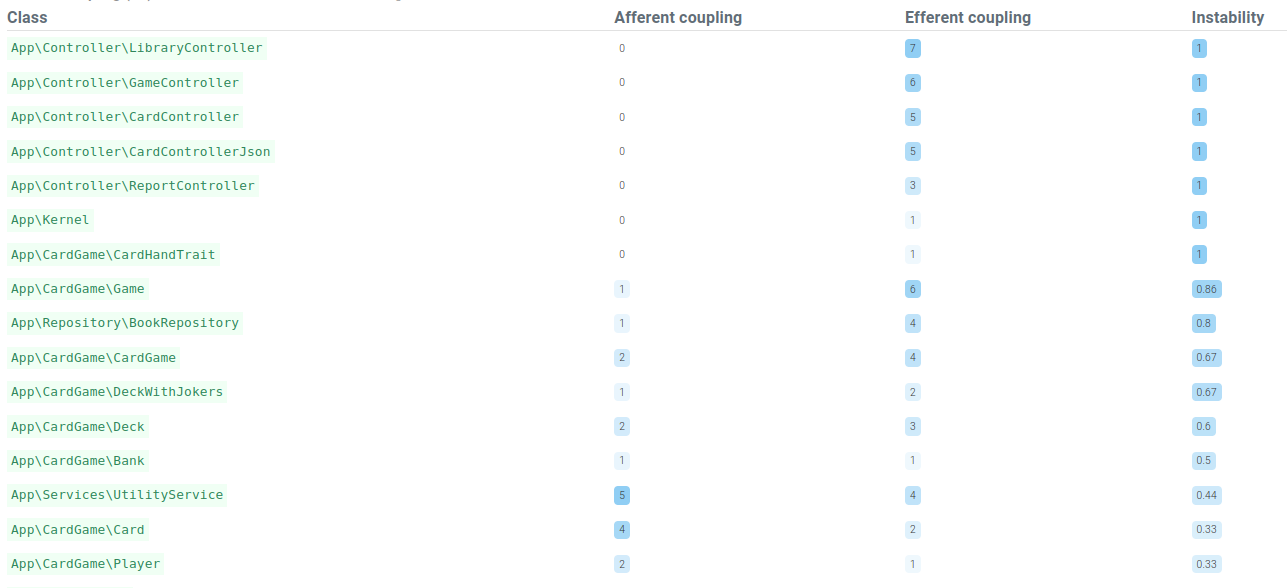 Class Afferent coupling Efferent coupling Instability
App\Controller\LibraryController 0 7 1
App\Controller\GameController 0 6 1
App\Controller\CardController 0 5 1
App\Controller\CardControllerJson 0 5 1
App\Controller\ReportController 0 3 1
App\Kernel 0 1 1
App\CardGame\CardHandTrait 0 1 1
App\CardGame\Game 1 6 0.86
App\Repository\BookRepository 1 4 0.8
App\CardGame\CardGame 2 4 0.67
App\CardGame\DeckWithJokers 1 2 0.67
App\CardGame\Deck 2 3 0.6
App\CardGame\Bank 1 1 0.5
App\Services\UtilityService 5 4 0.44
App\CardGame\Card 4 2 0.33
App\CardGame\Player 2 1 0.33